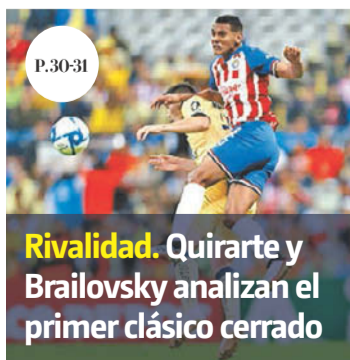 P.30-31
Rivalidad. Quirarte y
Brailovsky analizan el
primer clásico cerrado